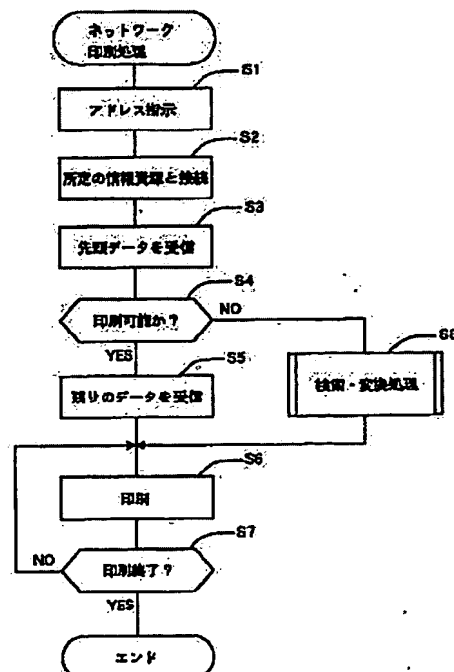 ネットワーク
印刷処理
S1
アドレス指示
S2
所定の情報資源と接続
S3
先頭データを受信
S4
印刷可能か?
NO
YES
S5
S8
検索・変換処理
残りのデータを受信
S6
印刷
S7
印刷終了?
NO
YES
エンド